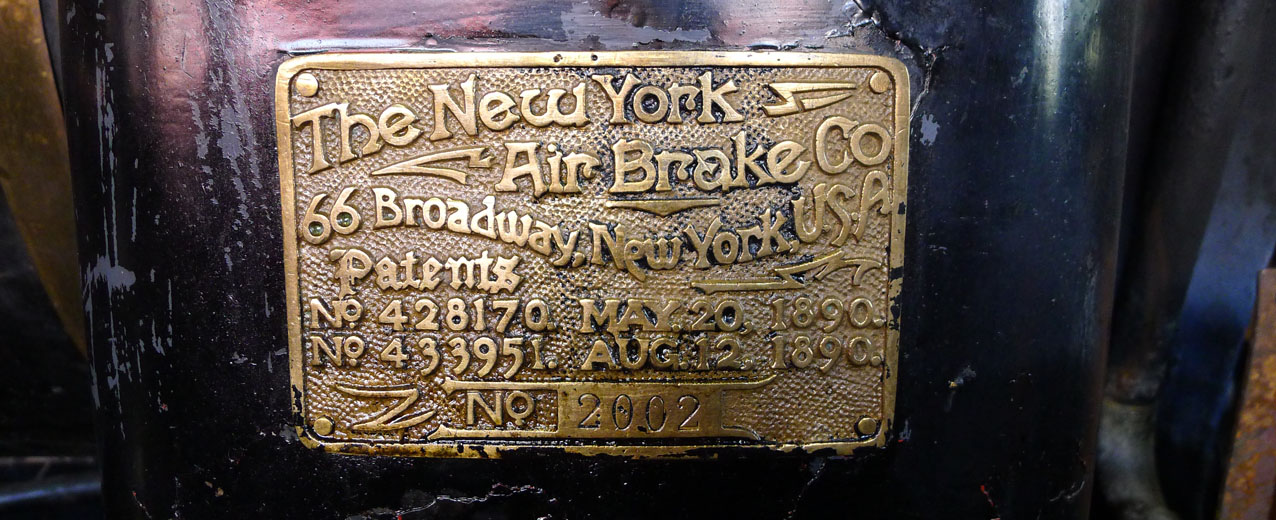 The New York
Air Brake Co
66 Broadway, New York, U.S.A
Patents
No. 428170. MAY. 20, 1890.
No. 433951. AUG. 12. 1890.
No 2002